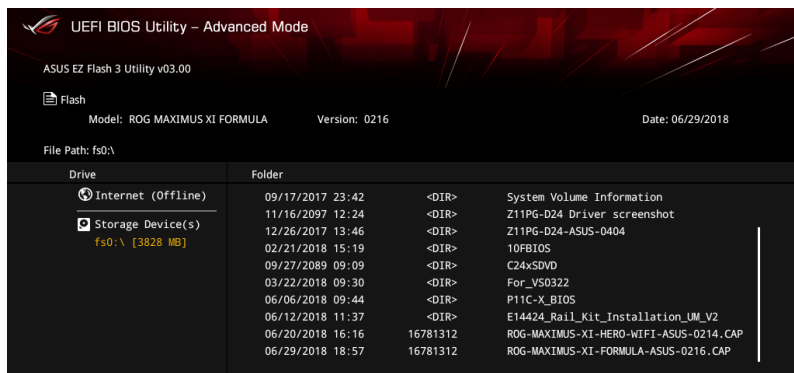 UEFI BIOS Utility – Advanced Mode
ASUS EZ Flash 3 Utility v03.00
Flash
Model: ROG MAXIMUS XI FORMULA Version: 0216 Date: 06/29/2018
File Path: fs0:\
Drive Folder
Internet (Offline)
Storage Device(s)
fs0:\ [3828 MB]
09/17/2017 23:42 <DIR> System Volume Information
11/16/2097 12:24 <DIR> Z11PG-D24 Driver screenshot
12/26/2017 13:46 <DIR> Z11PG-D24-ASUS-0404
02/21/2018 15:19 <DIR> 10FBIOS
09/27/2089 09:09 <DIR> C24xSDVD
03/22/2018 09:30 <DIR> For_VS0322
06/06/2018 09:44 <DIR> P11C-X_BIOS
06/12/2018 11:37 <DIR> E14424_Rail_Kit_Installation_UM_V2
06/20/2018 16:16 16781312 ROG-MAXIMUS-XI-HERO-WIFI-ASUS-0214.CAP
06/29/2018 18:57 16781312 ROG-MAXIMUS-XI-FORMULA-ASUS-0216.CAP